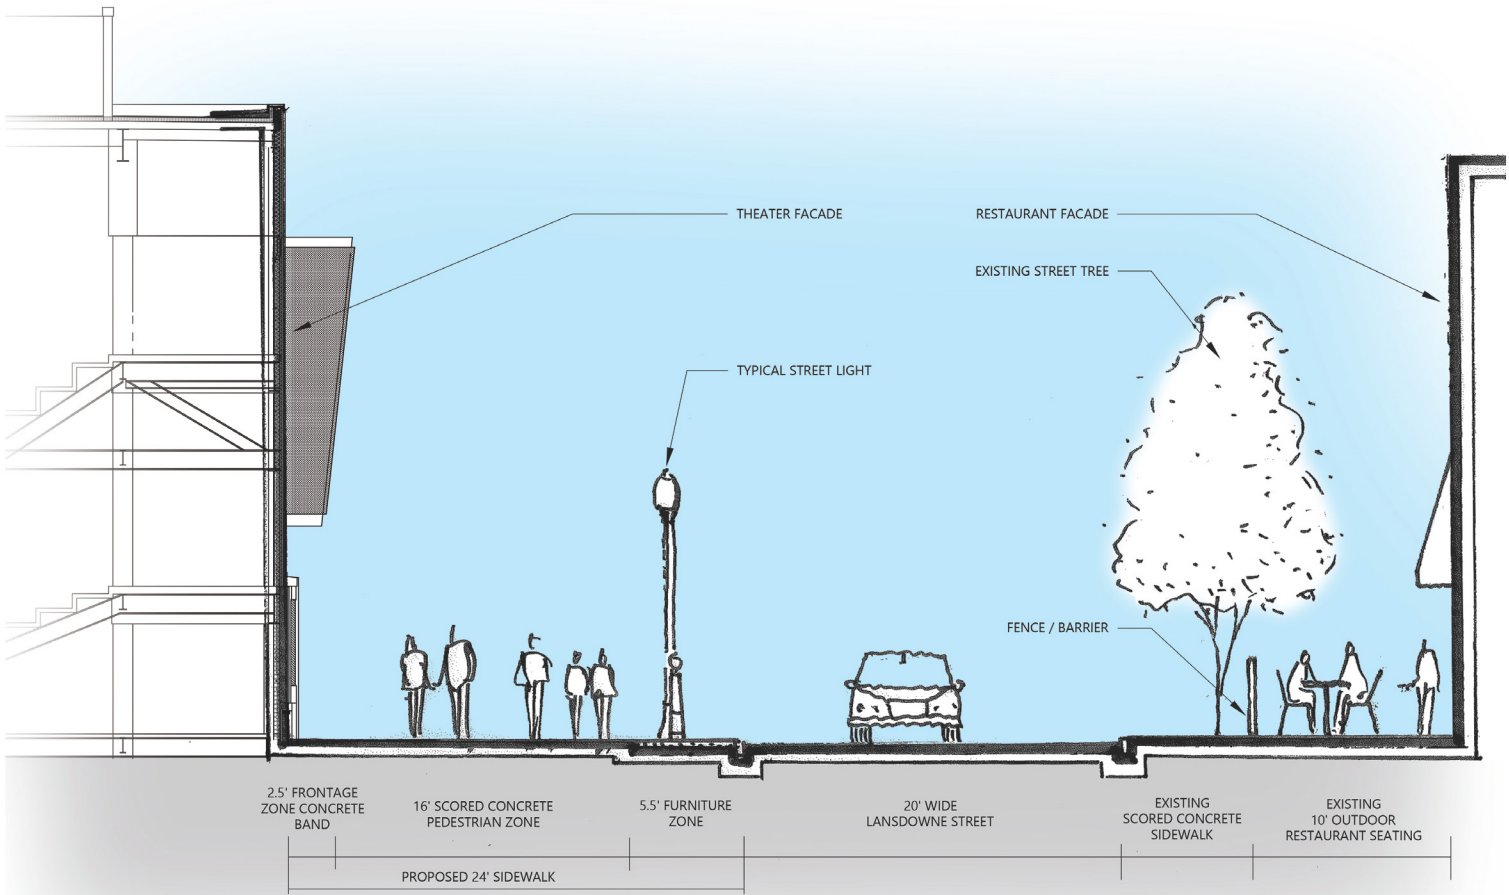 THEATER FACADE
RESTAURANT FACADE
EXISTING STREET TREE
TYPICAL STREET LIGHT
FENCE / BARRIER
2.5' FRONTAGE
ZONE CONCRETE
BAND
16' SCORED CONCRETE
PEDESTRIAN ZONE
5.5' FURNITURE
ZONE
20' WIDE
LANSDOWNE STREET
EXISTING
SCORED CONCRETE
SIDEWALK
EXISTING
10' OUTDOOR
RESTAURANT SEATING
PROPOSED 24' SIDEWALK